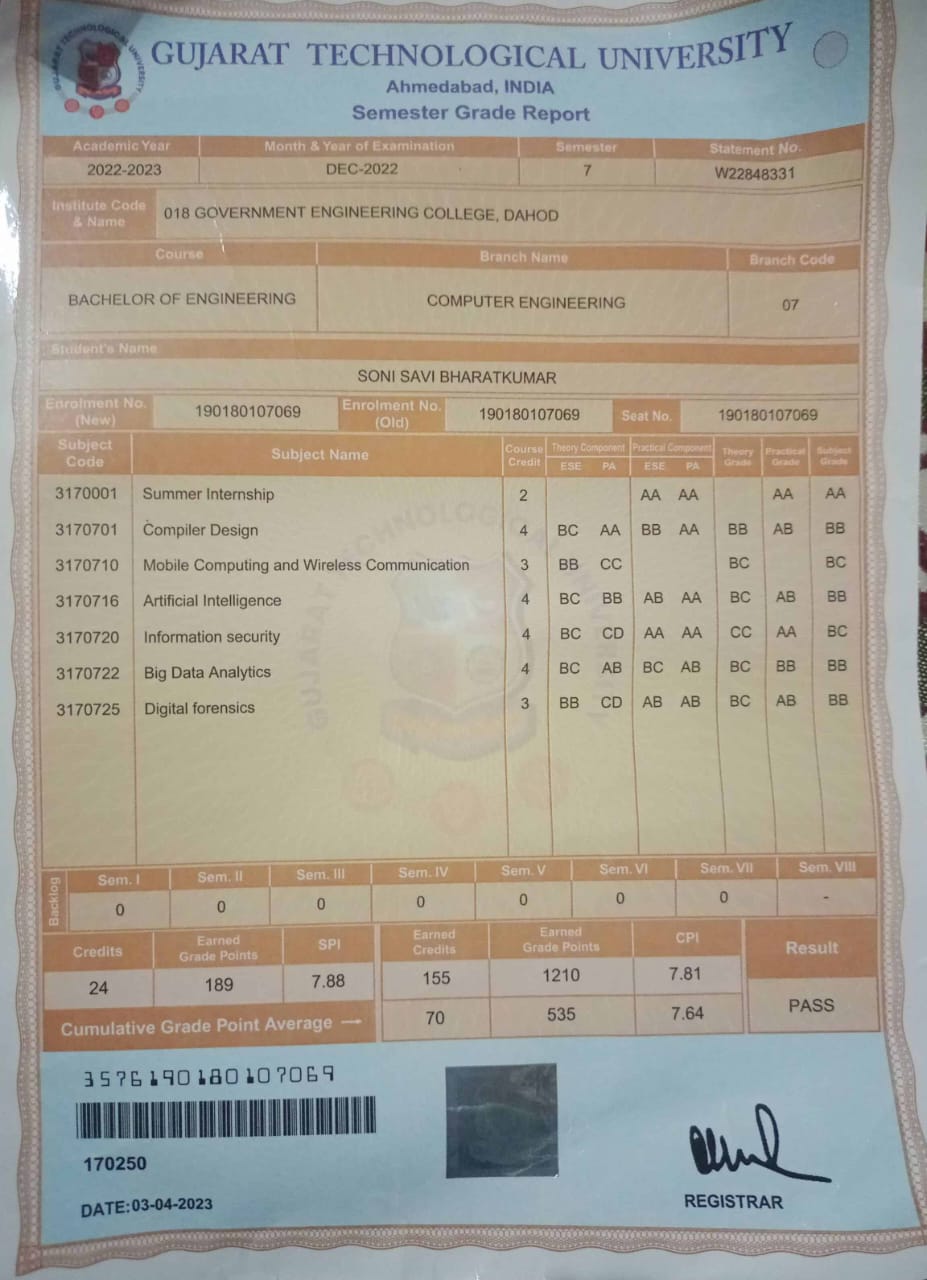 GUJARAT TECHNOLOGICAL UNIVERSITY
GUJARAT TECHNOLOGICAL UNIVERSITY
Ahmedabad, INDIA
Semester Grade Report
Academic Year Month & Year of Examination Semester Statement No.
2022-2023 DEC-2022 7 W22848331
Institute Code & Name 018 GOVERNMENT ENGINEERING COLLEGE, DAHOD
Course Branch Name Branch Code
BACHELOR OF ENGINEERING COMPUTER ENGINEERING 07
Student's Name
SONI SAVI BHARATKUMAR
Enrolment No. (New) 190180107069 Enrolment No. (Old) 190180107069 Seat No. 190180107069
Subject Code Subject Name Course Credit Theory Component Practical Component Theory Grade Practical Grade Subject Grade
ESE PA ESE PA
3170001 Summer Internship 2 AA AA AA AA
3170701 Compiler Design 4 BC AA BB AA BB AB BB
3170710 Mobile Computing and Wireless Communication 3 BB CC BC BC
3170716 Artificial Intelligence 4 BC BB AB AA BC AB BB
3170720 Information security 4 BC CD AA AA CC AA BC
3170722 Big Data Analytics 4 BC AB BC AB BC BB BB
3170725 Digital forensics 3 BB CD AB AB BC AB BB
GUJARAT TECHNOLOGICAL UNIVERSITY
Backlog Sem. I Sem. II Sem. III Sem. IV Sem. V Sem. VI Sem. VII Sem. VIII
0 0 0 0 0 0 0 -
Credits Earned Grade Points SPI Earned Credits Earned Grade Points CPI Result
24 189 7.88 155 1210 7.81 PASS
Cumulative Grade Point Average → 70 535 7.64
3576190180107069
170250
DATE:03-04-2023
REGISTRAR